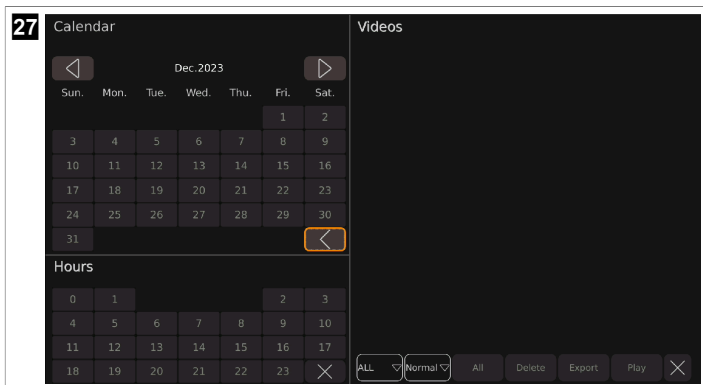 27
Calendar
Dec.2023
Sun. Mon. Tue. Wed. Thu. Fri. Sat.
1 2
3 4 5 6 7 8 9
10 11 12 13 14 15 16
17 18 19 20 21 22 23
24 25 26 27 28 29 30
31
Hours
0 1 2 3
4 5 6 7 8 9 10
11 12 13 14 15 16 17
18 19 20 21 22 23
Videos
ALL Normal All Delete Export Play